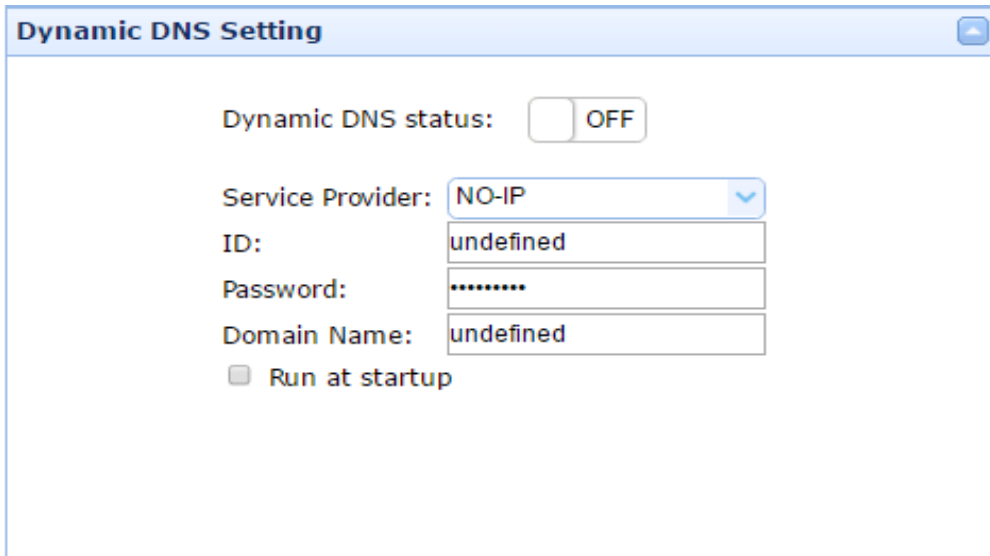 Dynamic DNS Setting
Dynamic DNS status: OFF
Service Provider: NO-IP
ID: undefined
Password: •••••••••
Domain Name: undefined
Run at startup